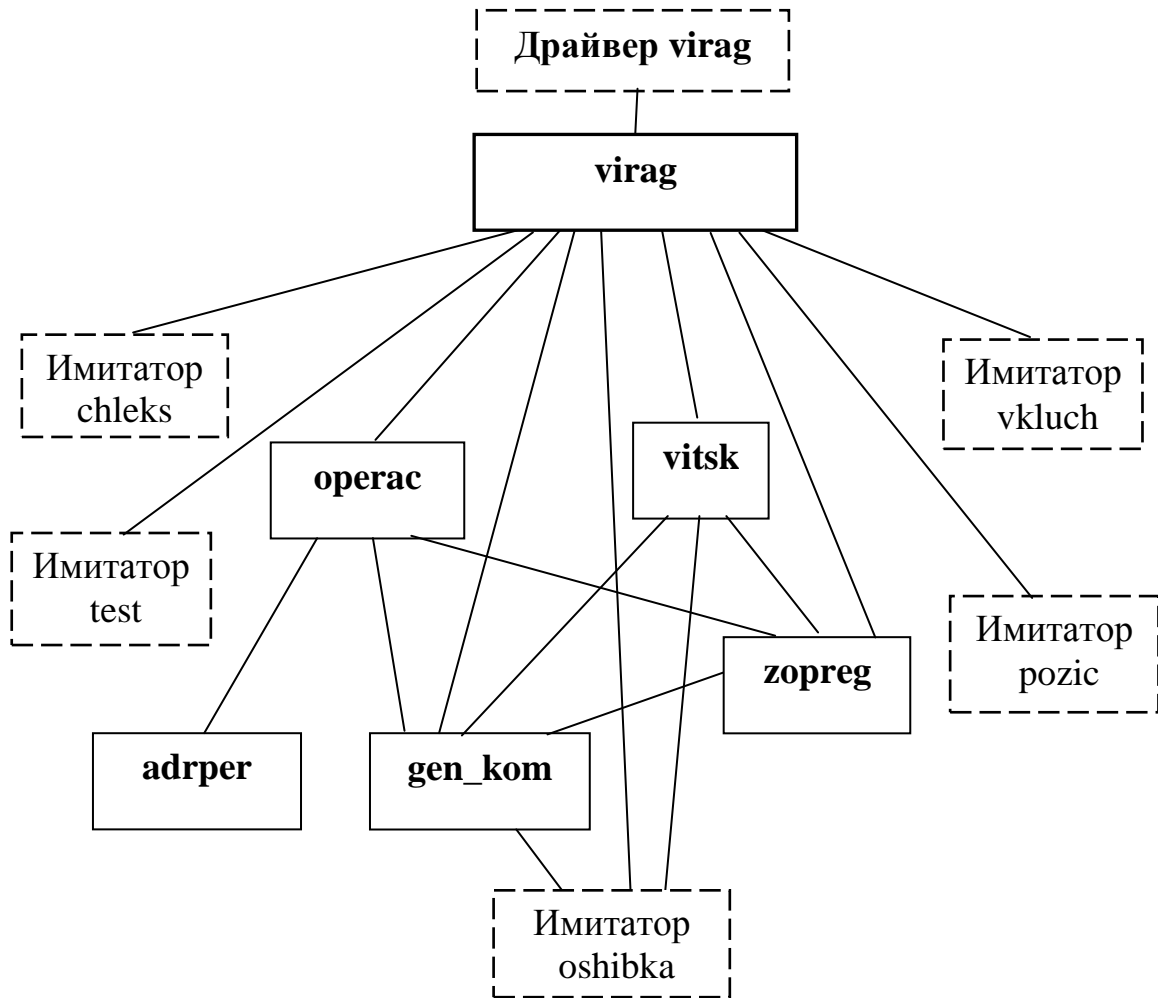 Драйвер virag
virag
Имитатор
chleks
Имитатор
vkluch
operac
vitsk
Имитатор
test
Имитатор
pozic
zopreg
adrper
gen_kom
Имитатор
oshibka